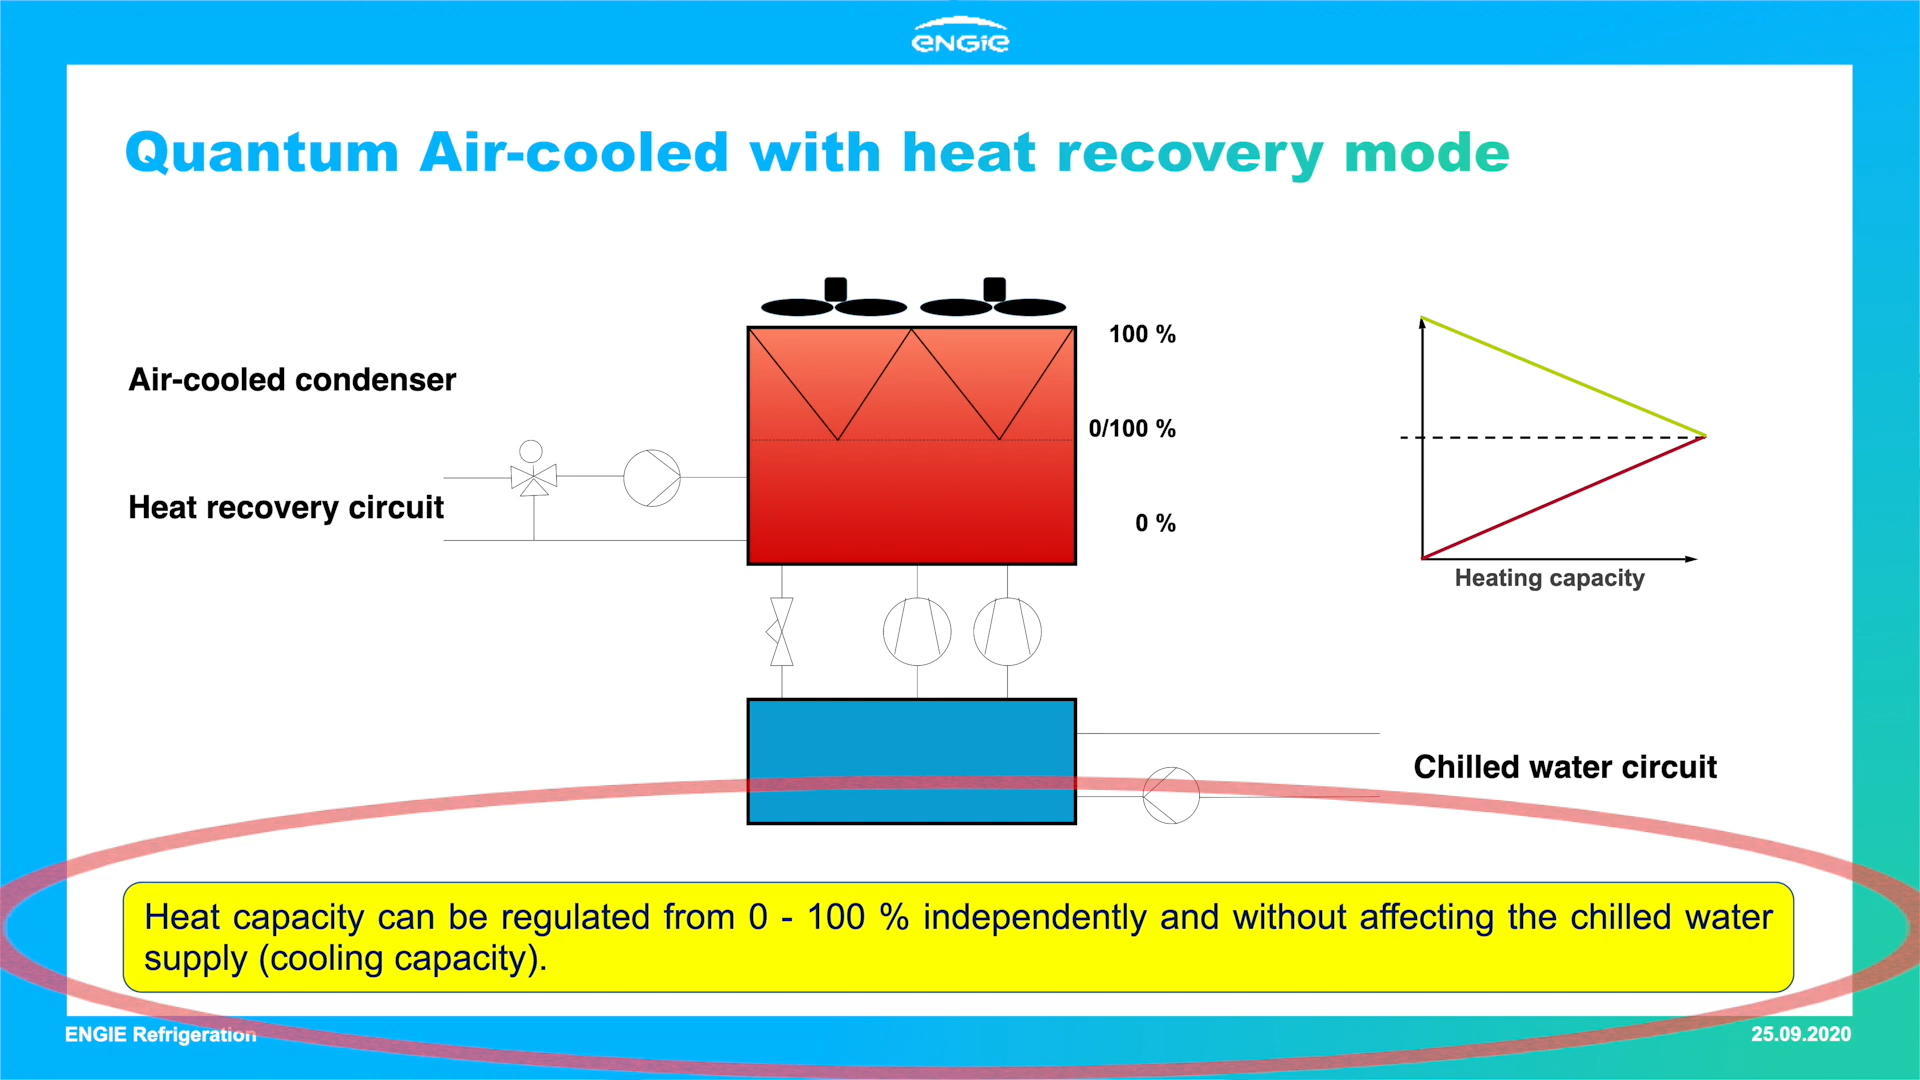 ENGIE
Quantum Air-cooled with heat recovery mode
100 %
Air-cooled condenser
0/100 %
Heat recovery circuit
0 %
Heating capacity
Chilled water circuit
Heat capacity can be regulated from 0 - 100 % independently and without affecting the chilled water
supply (cooling capacity).
ENGIE Refrigeration
25.09.2020